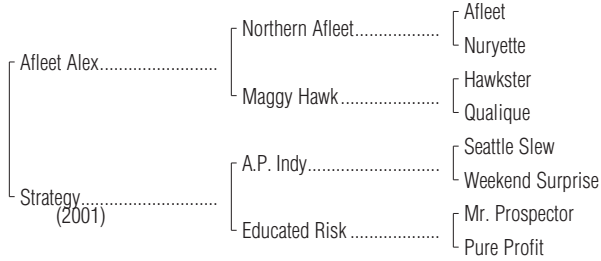 Afleet
Northern Afleet..................
Nuryette
Afleet Alex.........................
Hawkster
Maggy Hawk.....................
Qualique
Seattle Slew
A.P. Indy............................
Weekend Surprise
Strategy.............................
(2001)
Mr. Prospector
Educated Risk...................
Pure Profit